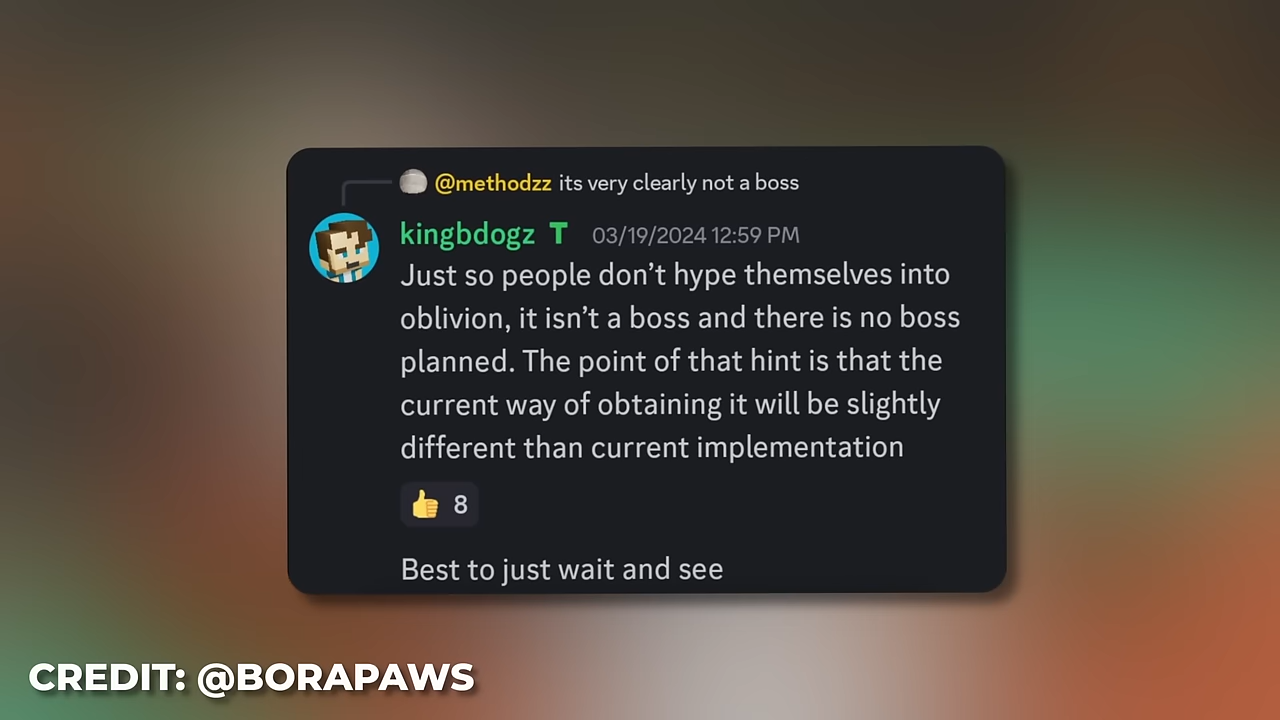 @methodzz its very clearly not a boss
kingbdogz T 03/19/2024 12:59 PM
Just so people don’t hype themselves into
oblivion, it isn’t a boss and there is no boss
planned. The point of that hint is that the
current way of obtaining it will be slightly
different than current implementation
👍 8
Best to just wait and see
CREDIT: @BORAPAWS